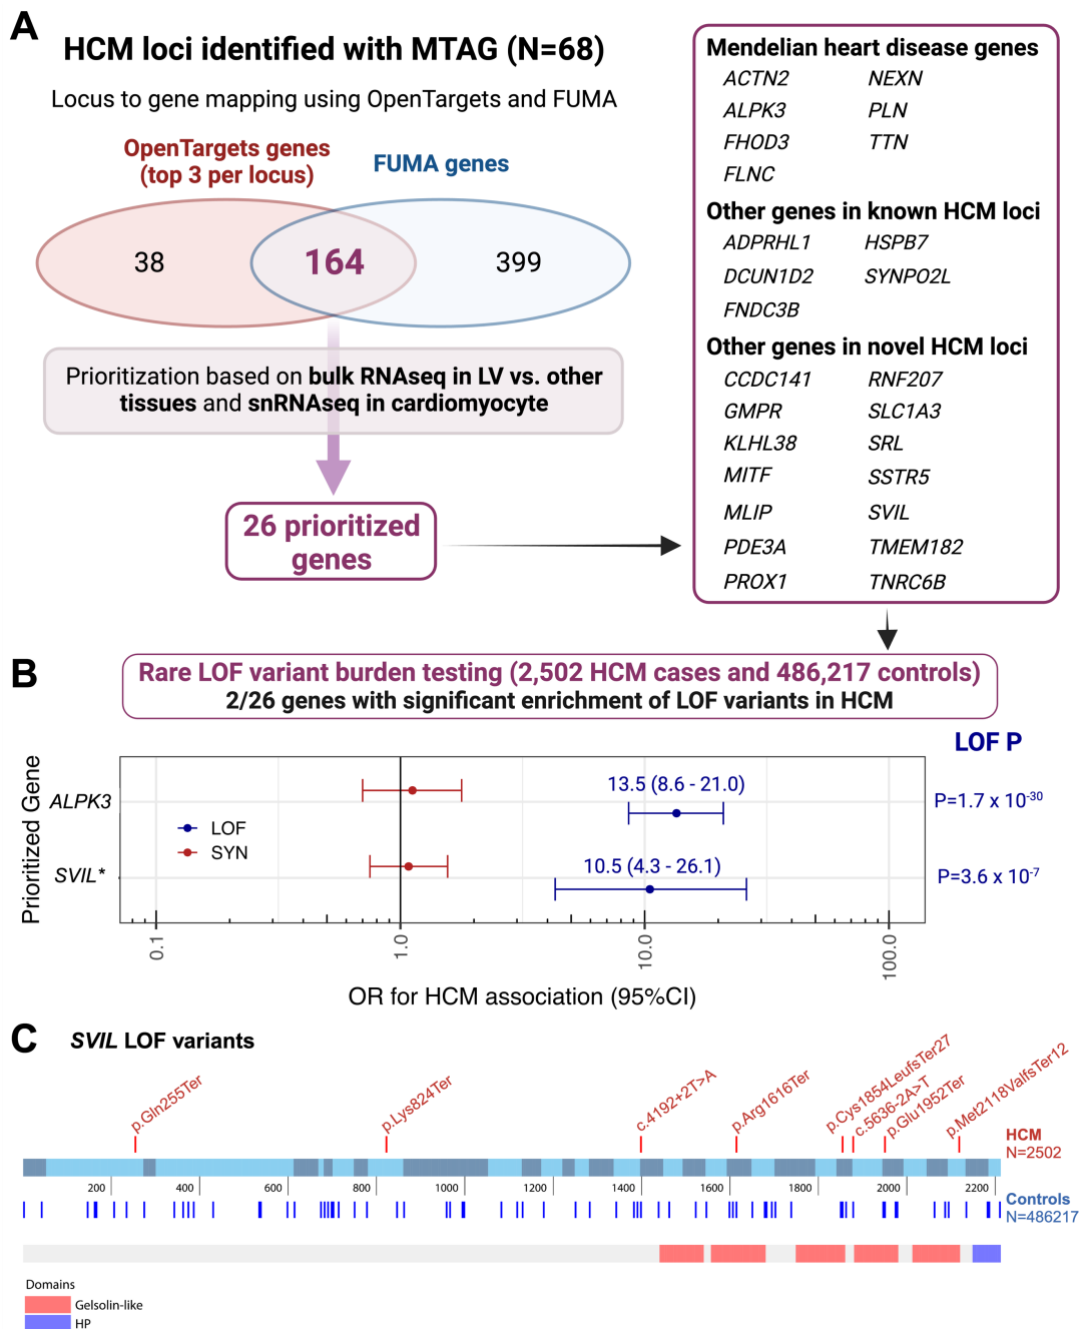 A
HCM loci identified with MTAG (N=68)
Locus to gene mapping using OpenTargets and FUMA
OpenTargets genes
(top 3 per locus)
FUMA genes
38
164
399
Prioritization based on bulk RNAseq in LV vs. other
tissues and snRNAseq in cardiomyocyte
26 prioritized
genes
Mendelian heart disease genes
ACTN2 NEXN
ALPK3 PLN
FHOD3 TTN
FLNC
Other genes in known HCM loci
ADPRHL1 HSPB7
DCUN1D2 SYNPO2L
FNDC3B
Other genes in novel HCM loci
CCDC141 RNF207
GMPR SLC1A3
KLHL38 SRL
MITF SSTR5
MLIP SVIL
PDE3A TMEM182
PROX1 TNRC6B
B
Rare LOF variant burden testing (2,502 HCM cases and 486,217 controls)
2/26 genes with significant enrichment of LOF variants in HCM
LOF P
Prioritized Gene
ALPK3
13.5 (8.6 - 21.0)
P=1.7 x 10⁻³⁰
LOF
SYN
SVIL*
10.5 (4.3 - 26.1)
P=3.6 x 10⁻⁷
0.1
1.0
10.0
100.0
OR for HCM association (95%CI)
C
SVIL LOF variants
p.Gln255Ter
p.Lys824Ter
c.4192+2T>A
p.Arg1616Ter
p.Cys1854LeufsTer27
c.5636-2A>T
p.Glu1952Ter
p.Met2118ValfsTer12
HCM
N=2502
200 400 600 800 1000 1200 1400 1600 1800 2000 2200
Controls
N=486217
Domains
Gelsolin-like
HP